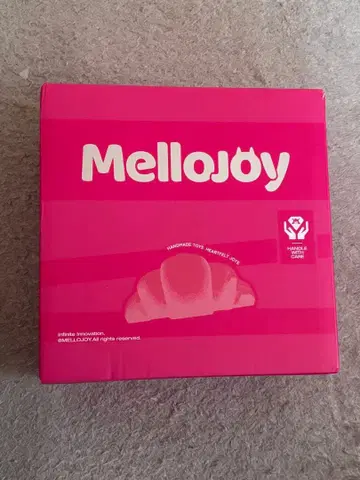 MelloJoy
HANDMADE TOYS HEARTFELT JOYS
HANDLE
WITH
CARE
Infinite Innovation.
@MELLOJOY.All rights reserved